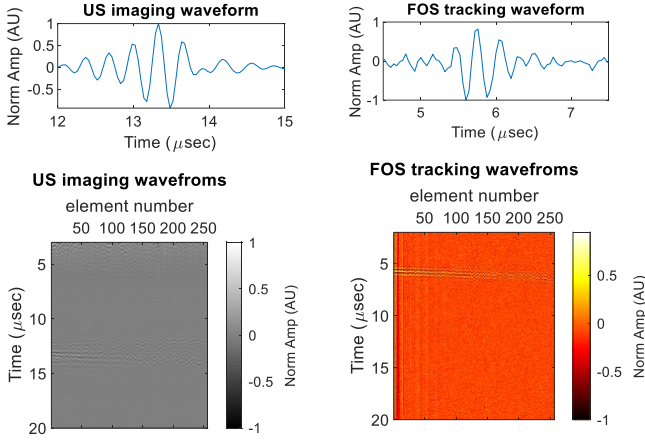 US imaging waveform
Norm Amp (AU)
1
0.5
0
-0.5
12 13 14 15
Time (μsec)
FOS tracking waveform
Norm Amp (AU)
1
0
-1
5 6 7
Time (μsec)
US imaging wavefroms
element number
50 100 150 200 250
Time (μsec)
5
10
15
20
1
0.5
0
-0.5
-1
Norm Amp (AU)
FOS tracking wavefroms
element number
50 100 150 200 250
Time (μsec)
5
10
15
20
0.5
0
-0.5
-1
Norm Amp (AU)